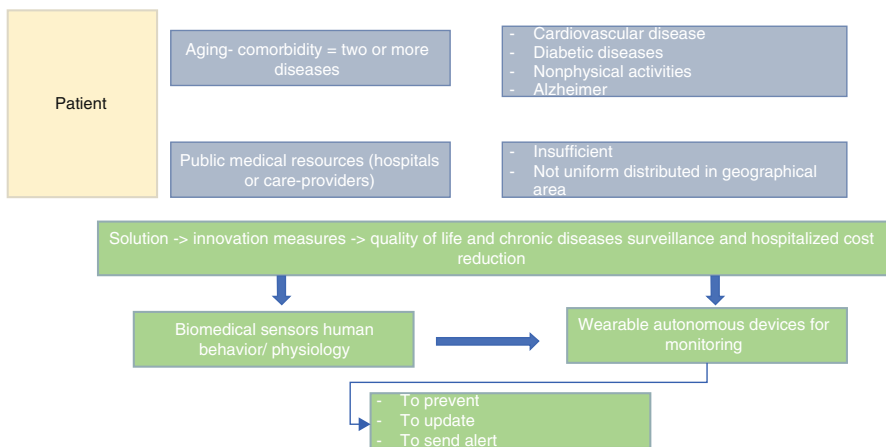 Patient
Aging- comorbidity = two or more
diseases
- Cardiovascular disease
- Diabetic diseases
- Nonphysical activities
- Alzheimer
Public medical resources (hospitals
or care-providers)
- Insufficient
- Not uniform distributed in geographical
area
Solution -> innovation measures -> quality of life and chronic diseases surveillance and hospitalized cost
reduction
Biomedical sensors human
behavior/ physiology
Wearable autonomous devices for
monitoring
- To prevent
- To update
- To send alert